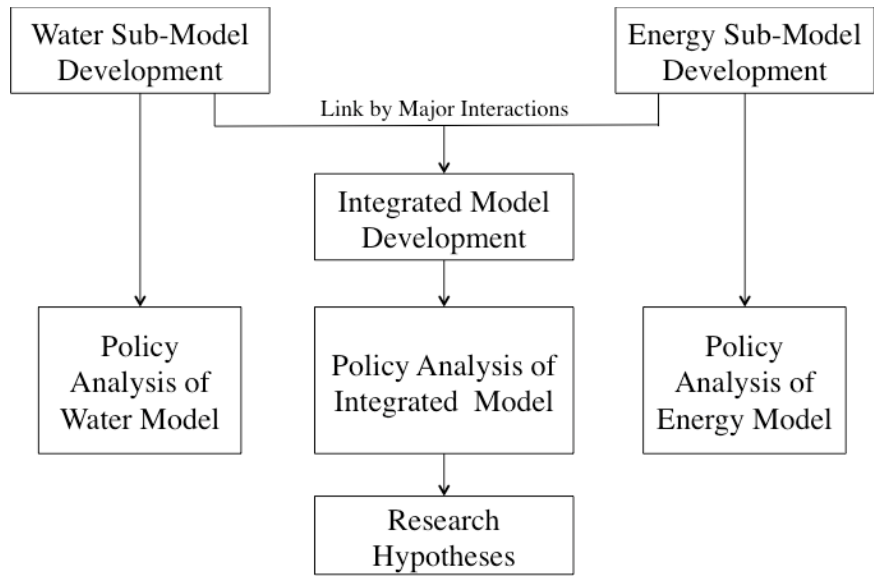 Water Sub-Model
Development
Energy Sub-Model
Development
Link by Major Interactions
Integrated Model
Development
Policy
Analysis of
Water Model
Policy Analysis of
Integrated  Model
Policy
Analysis of
Energy Model
Research
Hypotheses